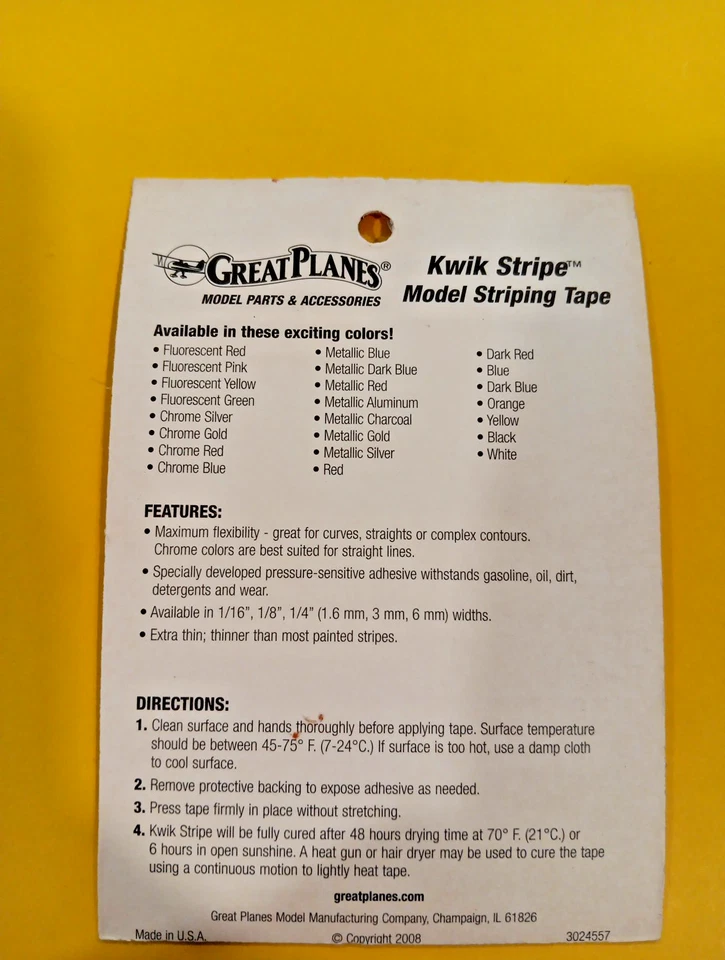 GREAT PLANES®
MODEL PARTS & ACCESSORIES
Kwik Stripe™
Model Striping Tape
Available in these exciting colors!
• Fluorescent Red
• Fluorescent Pink
• Fluorescent Yellow
• Fluorescent Green
• Chrome Silver
• Chrome Gold
• Chrome Red
• Chrome Blue
• Metallic Blue
• Metallic Dark Blue
• Metallic Red
• Metallic Aluminum
• Metallic Charcoal
• Metallic Gold
• Metallic Silver
• Red
• Dark Red
• Blue
• Dark Blue
• Orange
• Yellow
• Black
• White
FEATURES:
• Maximum flexibility - great for curves, straights or complex contours.
Chrome colors are best suited for straight lines.
• Specially developed pressure-sensitive adhesive withstands gasoline, oil, dirt,
detergents and wear.
• Available in 1/16", 1/8", 1/4" (1.6 mm, 3 mm, 6 mm) widths.
• Extra thin; thinner than most painted stripes.
DIRECTIONS:
1. Clean surface and hands thoroughly before applying tape. Surface temperature
should be between 45-75° F. (7-24°C.) If surface is too hot, use a damp cloth
to cool surface.
2. Remove protective backing to expose adhesive as needed.
3. Press tape firmly in place without stretching.
4. Kwik Stripe will be fully cured after 48 hours drying time at 70° F. (21°C.) or
6 hours in open sunshine. A heat gun or hair dryer may be used to cure the tape
using a continuous motion to lightly heat tape.
greatplanes.com
Great Planes Model Manufacturing Company, Champaign, IL 61826
Made in U.S.A.
© Copyright 2008
3024557